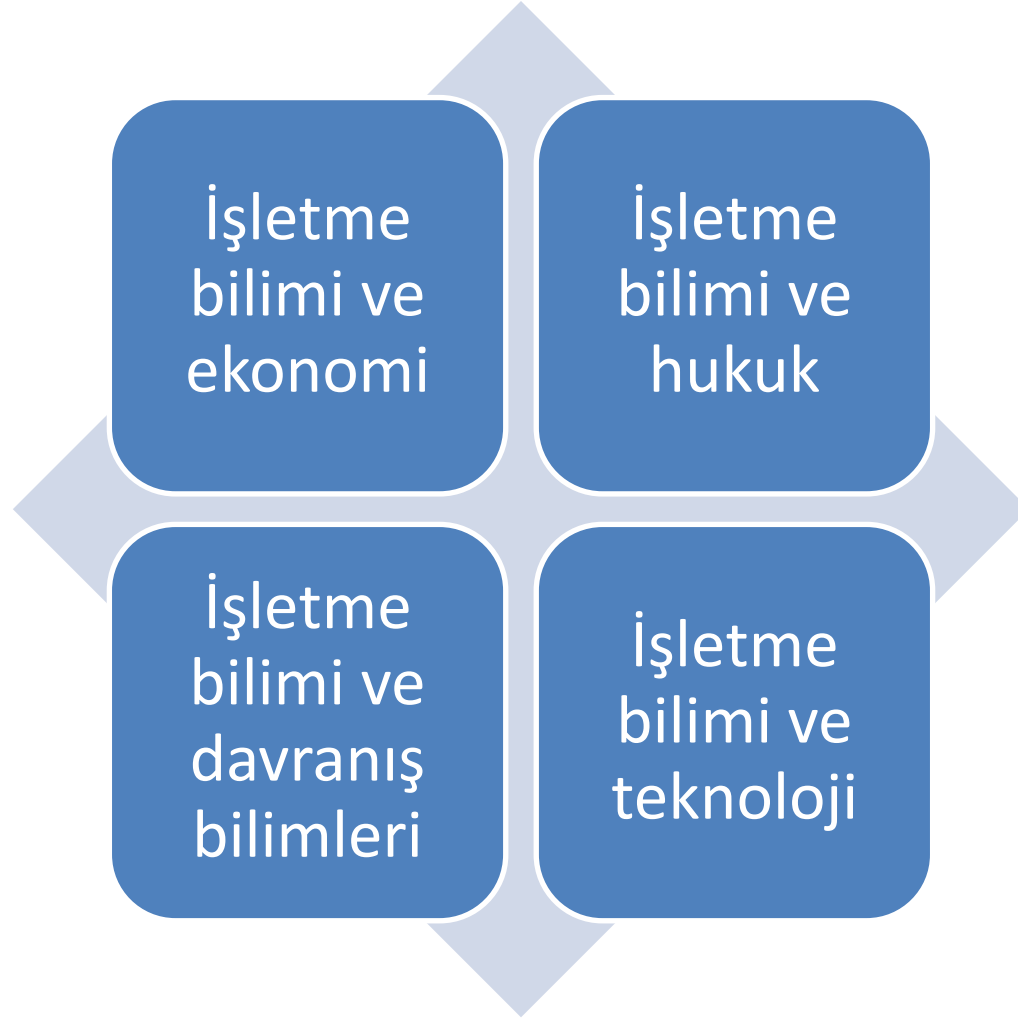 İşletme
bilimi ve
ekonomi
İşletme
bilimi ve
hukuk
İşletme
bilimi ve
davranış
bilimleri
İşletme
bilimi ve
teknoloji